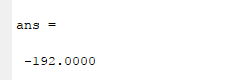 ans =
-192.0000